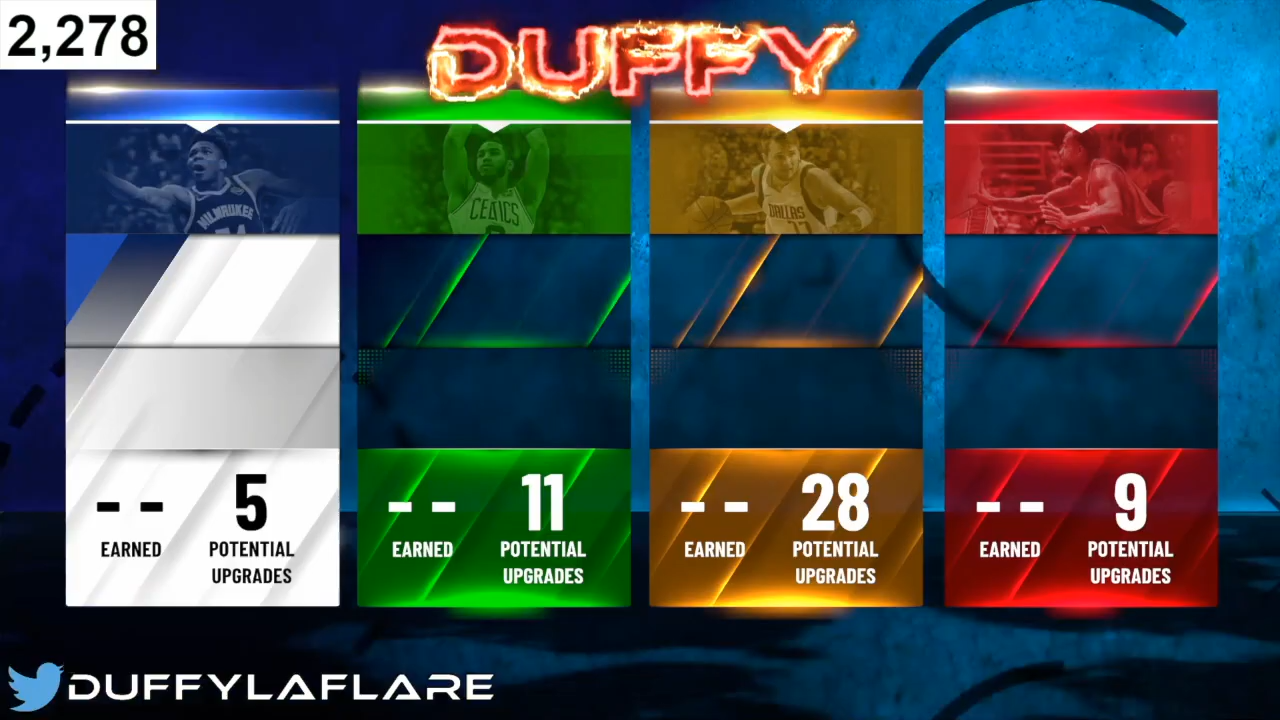 2,278
DUFFY
MILWAUKEE
CELTICS
DALLAS
-- 5
EARNED POTENTIAL
UPGRADES
-- 11
EARNED POTENTIAL
UPGRADES
-- 28
EARNED POTENTIAL
UPGRADES
-- 9
EARNED POTENTIAL
UPGRADES
DUFFYLAFLARE